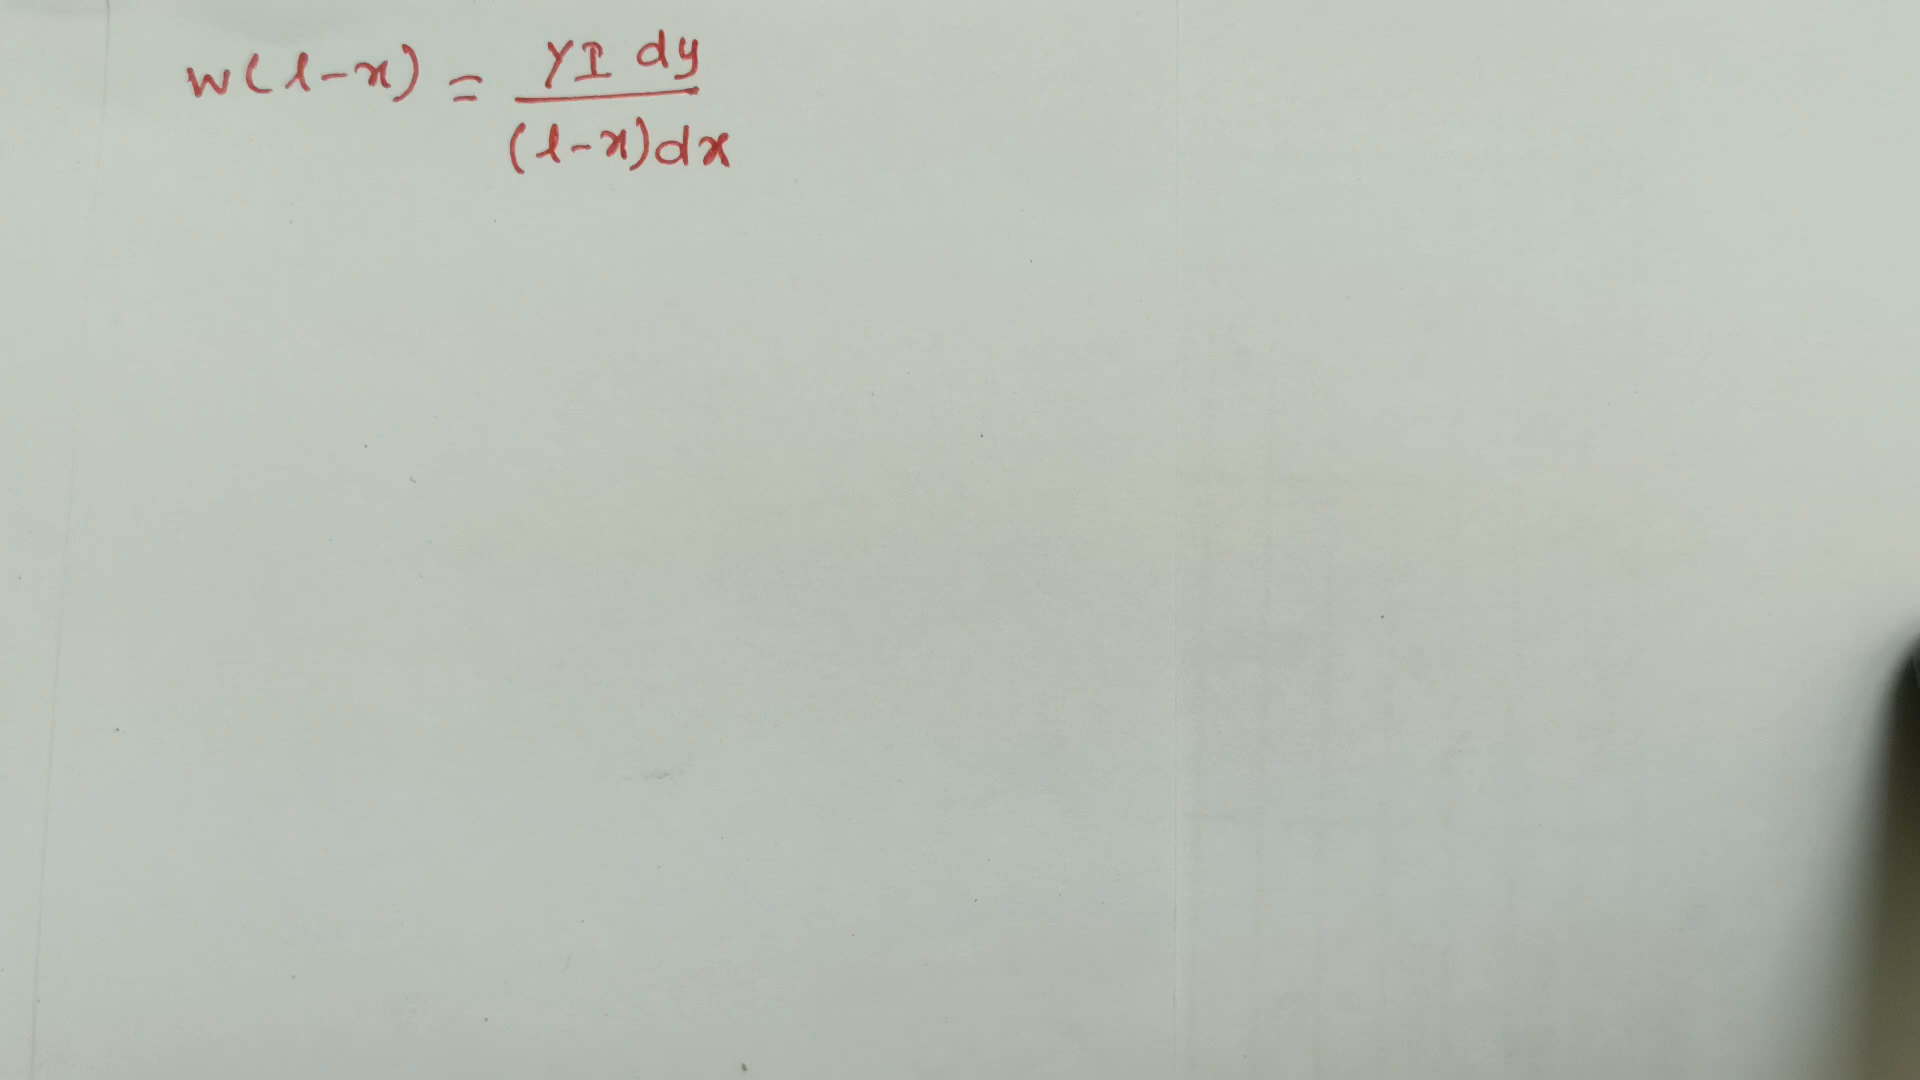 W(l-x) = YI dy / (l-x)dx